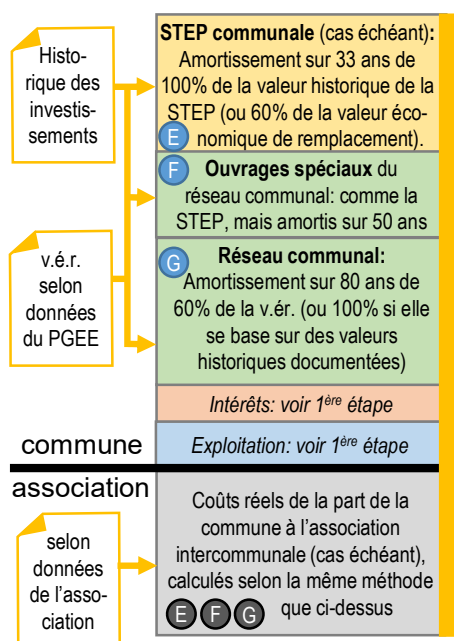 Histo-
rique des
investis-
sements
STEP communale (cas échéant):
Amortissement sur 33 ans de
100% de la valeur historique de la
STEP (ou 60% de la valeur éco-
E nomique de remplacement).
F Ouvrages spéciaux du
réseau communal: comme la
STEP, mais amortis sur 50 ans
v.é.r.
selon
données
du PGEE
G Réseau communal:
Amortissement sur 80 ans de
60% de la v.ér. (ou 100% si elle
se base sur des valeurs
historiques documentées)
Intérêts: voir 1ère étape
commune
Exploitation: voir 1ère étape
association
selon
données
de l'asso-
ciation
Coûts réels de la part de la
commune à l'association
intercommunale (cas échéant),
calculés selon la même méthode
E F G que ci-dessus